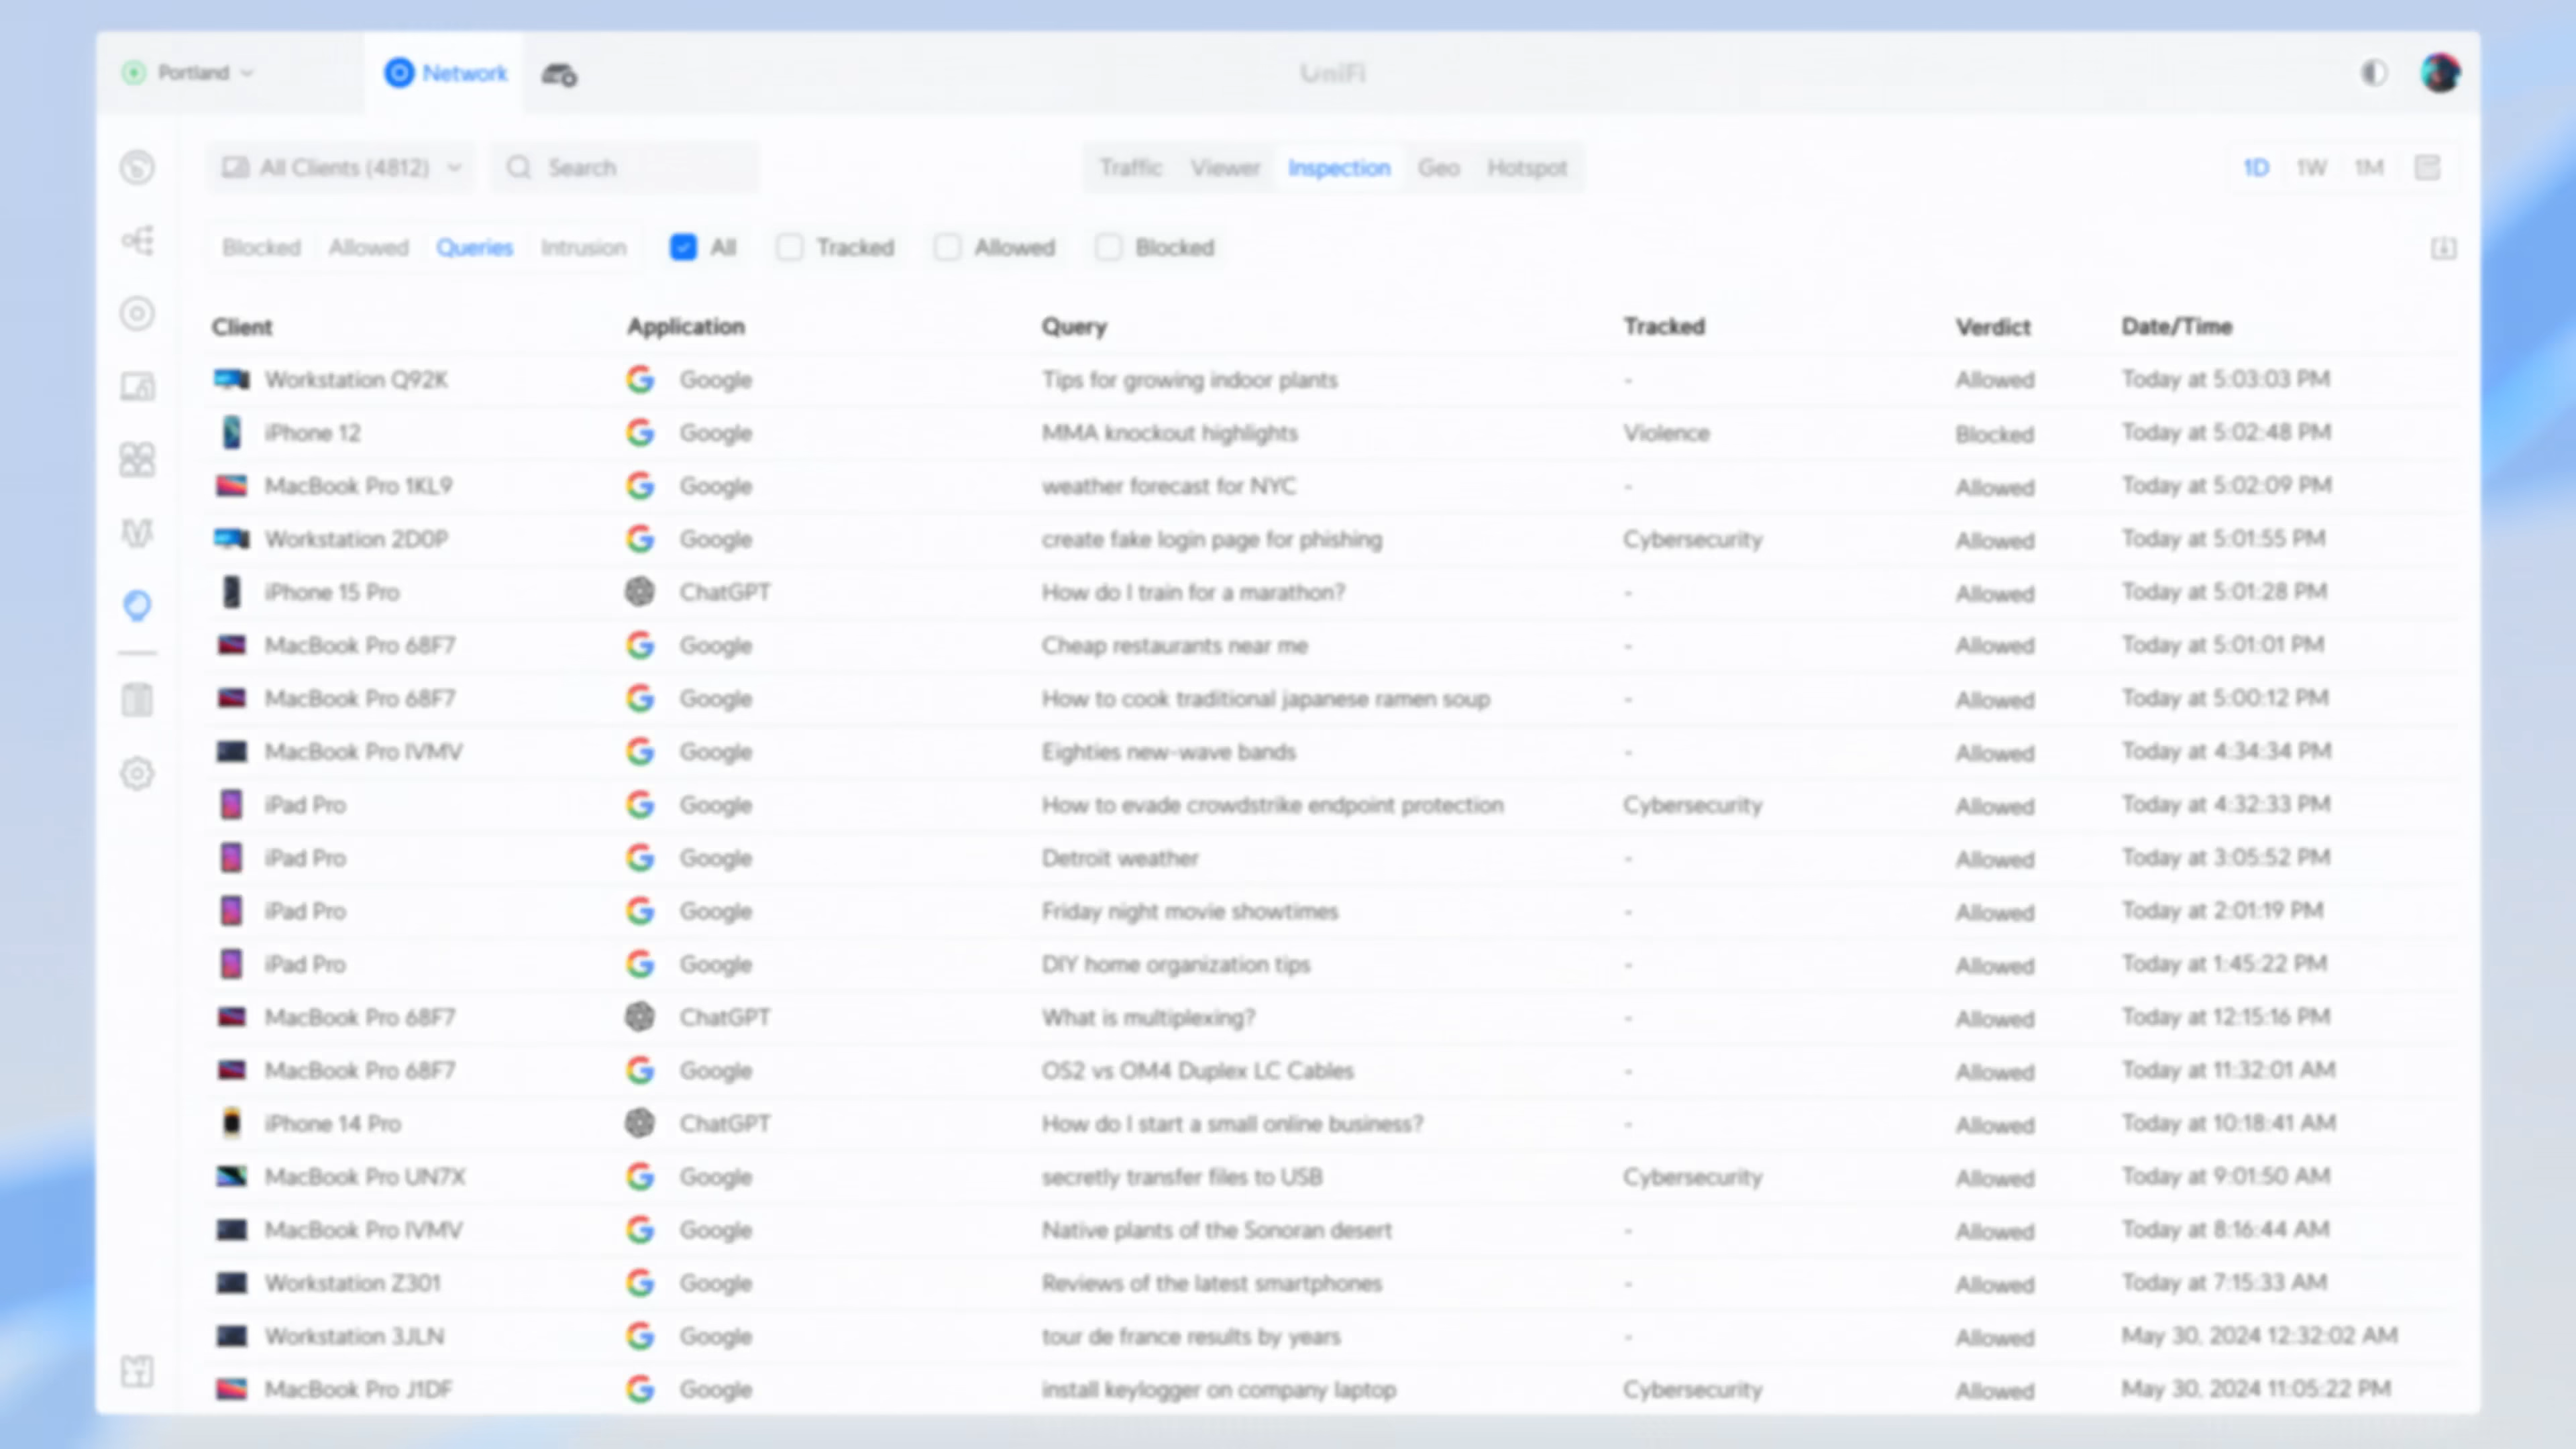 Portland Network UniFi
All Clients (4812) Search Traffic Viewer Inspection Geo Hotspot 1D 1W 1M
Blocked Allowed Queries Intrusion All Tracked Allowed Blocked
Client Application Query Tracked Verdict Date/Time
Workstation Q92K Google Tips for growing indoor plants - Allowed Today at 5:03:03 PM
iPhone 12 Google MMA knockout highlights Violence Blocked Today at 5:02:48 PM
MacBook Pro 1KL9 Google weather forecast for NYC - Allowed Today at 5:02:09 PM
Workstation 2D0P Google create fake login page for phishing Cybersecurity Allowed Today at 5:01:55 PM
iPhone 15 Pro ChatGPT How do I train for a marathon? - Allowed Today at 5:01:28 PM
MacBook Pro 68F7 Google Cheap restaurants near me - Allowed Today at 5:01:01 PM
MacBook Pro 68F7 Google How to cook traditional japanese ramen soup - Allowed Today at 5:00:12 PM
MacBook Pro IVMV Google Eighties new-wave bands - Allowed Today at 4:34:34 PM
iPad Pro Google How to evade crowdstrike endpoint protection Cybersecurity Allowed Today at 4:32:33 PM
iPad Pro Google Detroit weather - Allowed Today at 3:05:52 PM
iPad Pro Google Friday night movie showtimes - Allowed Today at 2:01:19 PM
iPad Pro Google DIY home organization tips - Allowed Today at 1:45:22 PM
MacBook Pro 68F7 ChatGPT What is multiplexing? - Allowed Today at 12:15:16 PM
MacBook Pro 68F7 Google OS2 vs OM4 Duplex LC Cables - Allowed Today at 11:32:01 AM
iPhone 14 Pro ChatGPT How do I start a small online business? - Allowed Today at 10:18:41 AM
MacBook Pro UN7X Google secretly transfer files to USB Cybersecurity Allowed Today at 9:01:50 AM
MacBook Pro IVMV Google Native plants of the Sonoran desert - Allowed Today at 8:16:44 AM
Workstation Z301 Google Reviews of the latest smartphones - Allowed Today at 7:15:33 AM
Workstation 3JLN Google tour de france results by years - Allowed May 30, 2024 12:32:02 AM
MacBook Pro J1DF Google install keylogger on company laptop Cybersecurity Allowed May 30, 2024 11:05:22 PM